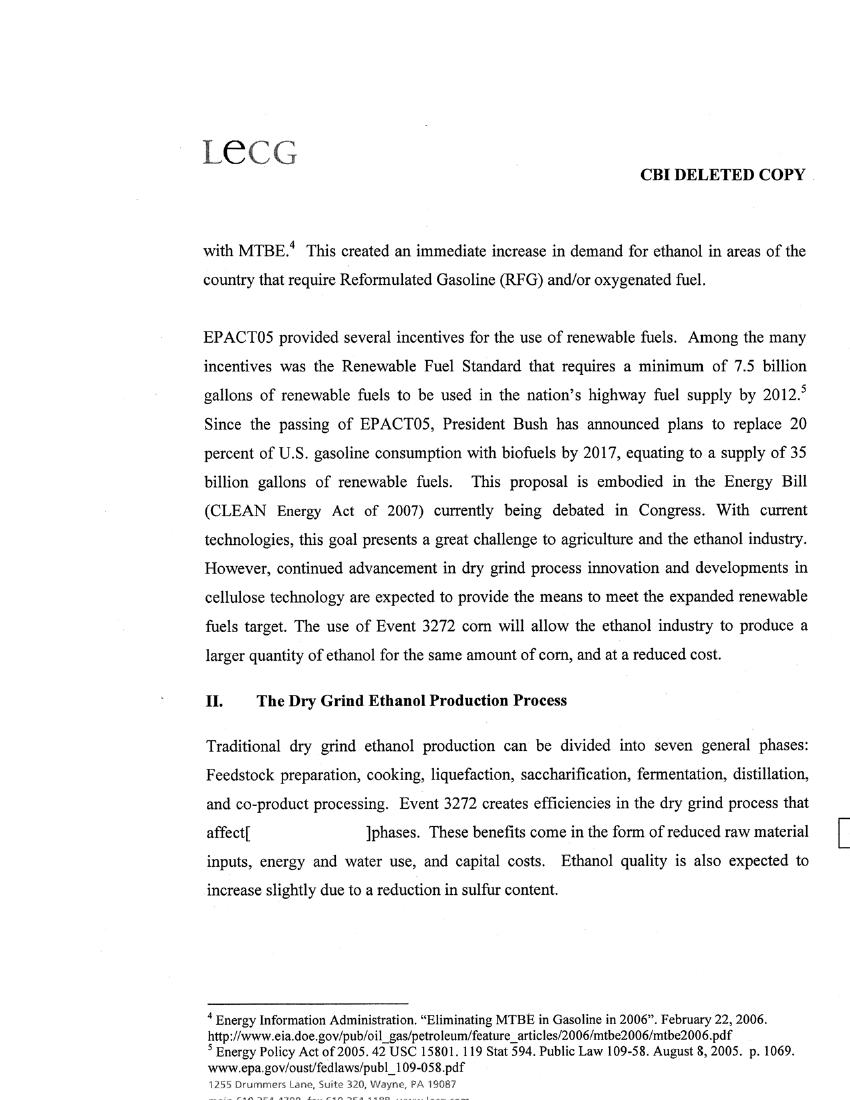 LeCG
CBI DELETED COPY
with MTBE.4 This created an immediate increase in demand for ethanol in areas of the
country that require Reformulated Gasoline (RFG) and/or oxygenated fuel.
EPACT05 provided several incentives for the use of renewable fuels. Among the many
incentives was the Renewable Fuel Standard that requires a minimum of 7.5 billion
gallons of renewable fuels to be used in the nation's highway fuel supply by 2012.5
Since the passing of EPACT05, President Bush has announced plans to replace 20
percent of U.S. gasoline consumption with biofuels by 2017, equating to a supply of 35
billion gallons of renewable fuels. This proposal is embodied in the Energy Bill
(CLEAN Energy Act of 2007) currently being debated in Congress. With current
technologies, this goal presents a great challenge to agriculture and the ethanol industry.
However, continued advancement in dry grind process innovation and developments in
cellulose technology are expected to provide the means to meet the expanded renewable
fuels target. The use of Event 3272 corn will allow the ethanol industry to produce a
larger quantity of ethanol for the same amount of corn, and at a reduced cost.
II. The Dry Grind Ethanol Production Process
Traditional dry grind ethanol production can be divided into seven general phases:
Feedstock preparation, cooking, liquefaction, saccharification, fermentation, distillation,
and co-product processing. Event 3272 creates efficiencies in the dry grind process that
affect[ ]phases. These benefits come in the form of reduced raw material
inputs, energy and water use, and capital costs. Ethanol quality is also expected to
increase slightly due to a reduction in sulfur content.
4 Energy Information Administration. "Eliminating MTBE in Gasoline in 2006". February 22, 2006.
http://www.eia.doe.gov/pub/oil_gas/petroleum/feature_articles/2006/mtbe2006/mtbe2006.pdf
5 Energy Policy Act of 2005. 42 USC 15801. 119 Stat 594. Public Law 109-58. August 8, 2005. p. 1069.
www.epa.gov/oust/fedlaws/publ_109-058.pdf
1255 Drummers Lane, Suite 320, Wayne, PA 19087